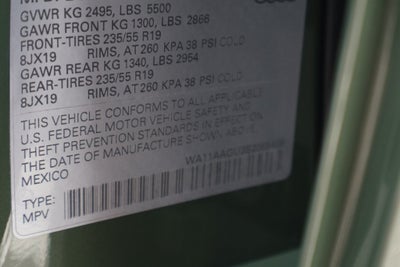 GVWR KG 2495, LBS 5500
GAWR FRONT KG 1300, LBS 2866
FRONT-TIRES 235/55 R19
8JX19 RIMS, AT 260 KPA 38 PSI COLD
GAWR REAR KG 1340, LBS 2954
REAR-TIRES 235/55 R19
8JX19 RIMS, AT 260 KPA 38 PSI COLD
THIS VEHICLE CONFORMS TO ALL APPLICABLE
U.S. FEDERAL MOTOR VEHICLE SAFETY AND
THEFT PREVENTION STANDARDS IN EFFECT ON
THE DATE OF MANUFACTURE SHOWN ABOVE.
MEXICO
TYPE:
MPV